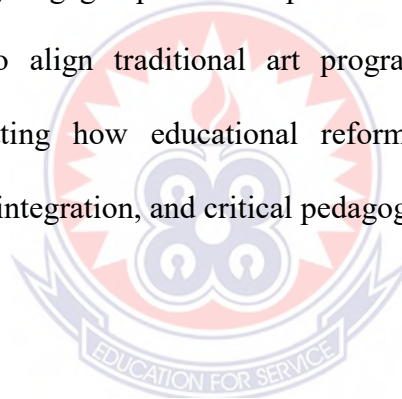 o align traditional art progra
ting how educational reform
integration, and critical pedagog
EDUCATION FOR SERVICE